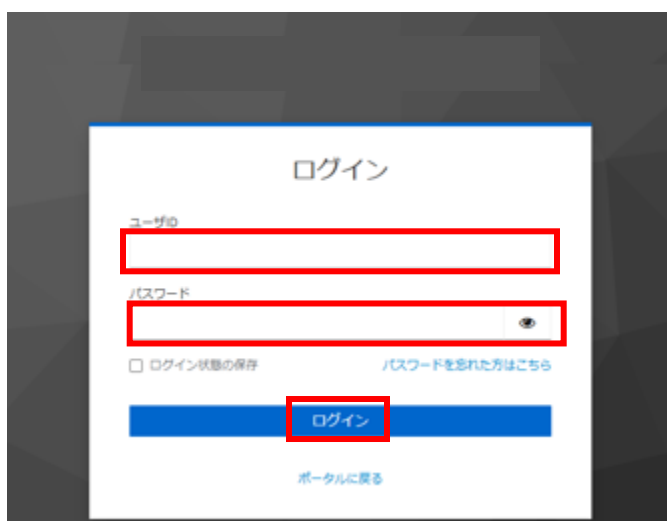 ログイン
ユーザID
パスワード
ログイン状態の保存 パスワードを忘れた方はこちら
ログイン
ポータルに戻る